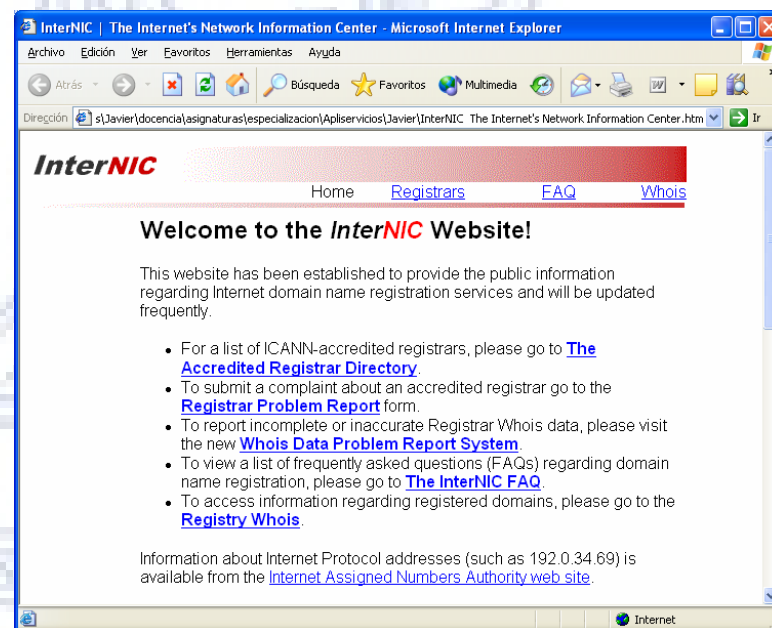 InterNIC | The Internet's Network Information Center - Microsoft Internet Explorer
Archivo Edición Ver Favoritos Herramientas Ayuda
Atrás Búsqueda Favoritos Multimedia
Dirección s\Javier\docencia\asignaturas\especializacion\Apliservicios\Javier\InterNIC The Internet's Network Information Center.htm Ir
InterNIC
Home Registrars FAQ Whois
Welcome to the InterNIC Website!
This website has been established to provide the public information
regarding Internet domain name registration services and will be updated
frequently.
• For a list of ICANN-accredited registrars, please go to The
Accredited Registrar Directory.
• To submit a complaint about an accredited registrar go to the
Registrar Problem Report form.
• To report incomplete or inaccurate Registrar Whois data, please visit
the new Whois Data Problem Report System.
• To view a list of frequently asked questions (FAQs) regarding domain
name registration, please go to The InterNIC FAQ.
• To access information regarding registered domains, please go to the
Registry Whois.
Information about Internet Protocol addresses (such as 192.0.34.69) is
available from the Internet Assigned Numbers Authority web site.
Internet